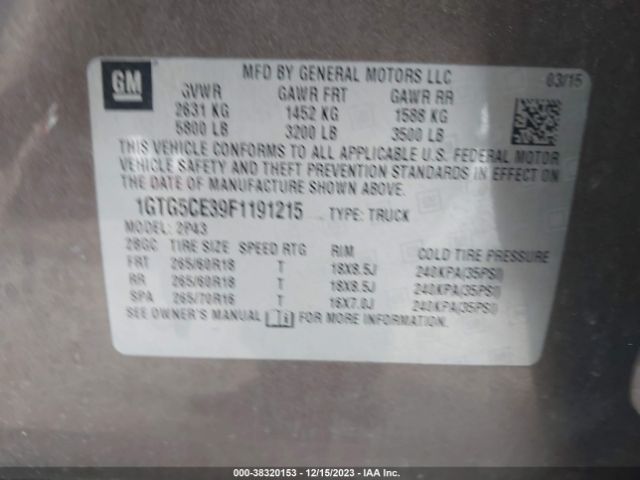 GM
MFD BY GENERAL MOTORS LLC 03/15
GVWR GAWR FRT GAWR RR
2631 KG 1452 KG 1588 KG
5800 LB 3200 LB 3500 LB
THIS VEHICLE CONFORMS TO ALL APPLICABLE U.S. FEDERAL MOTOR
VEHICLE SAFETY AND THEFT PREVENTION STANDARDS IN EFFECT ON
THE DATE OF MANUFACTURE SHOWN ABOVE.
1GTG5CE39F1191215 TYPE: TRUCK
MODEL: 2P43
28GC TIRE SIZE SPEED RTG RIM COLD TIRE PRESSURE
FRT 265/60R18 T 18X8.5J 240KPA(35PSI)
RR 265/60R18 T 18X8.5J 240KPA(35PSI)
SPA 265/70R16 T 16X7.0J 240KPA(35PSI)
SEE OWNER'S MANUAL FOR MORE INFORMATION.
000-38320153 - 12/15/2023 - IAA Inc.